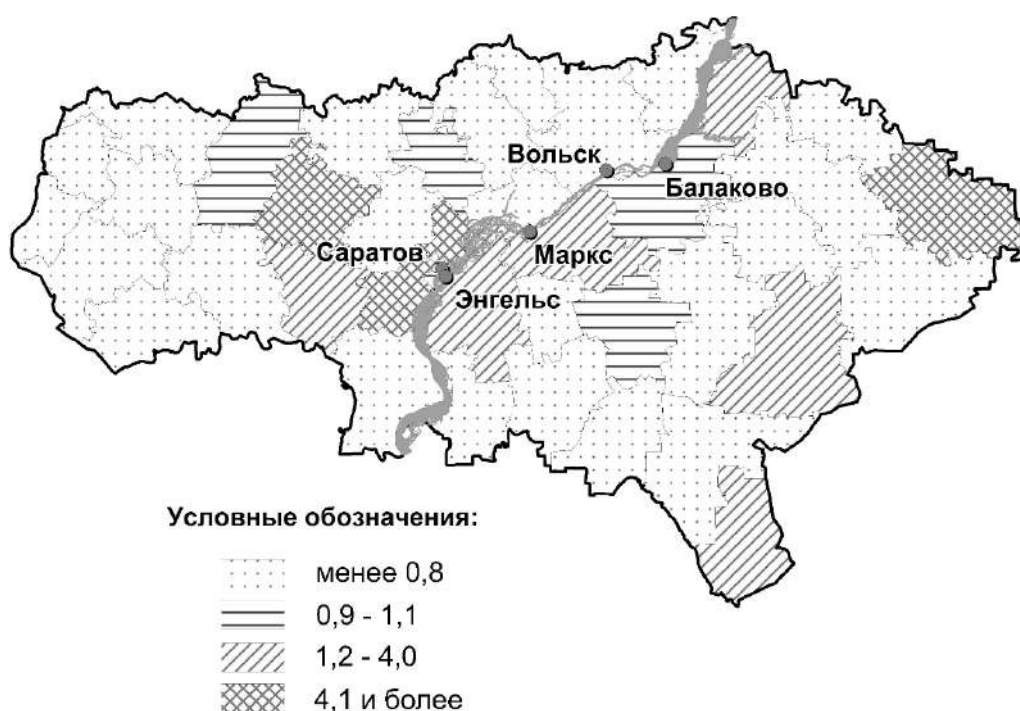 Вольск
Балаково
Саратов
Маркс
Энгельс
Условные обозначения:
менее 0,8
0,9 - 1,1
1,2 - 4,0
4,1 и более